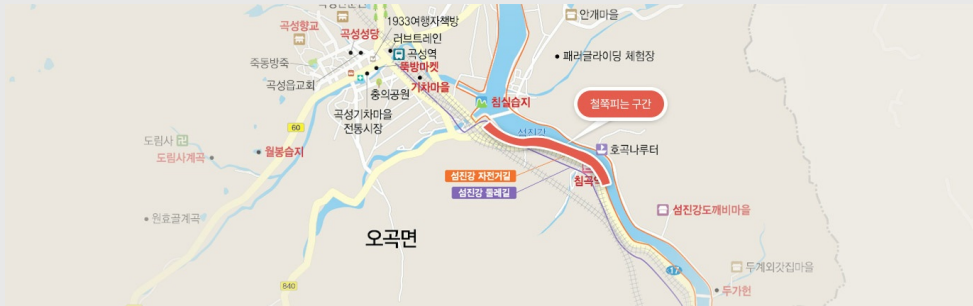 안개마을
1933여행자책방
곡성향교
곡성성당
러브트레인
곡성역
패러글라이딩 체험장
죽동방죽
뚝방마켓
곡성읍교회
기차마을
충의공원
침실습지
철쭉피는 구간
곡성기차마을
전통시장
60
섬진강
도림사
도림사계곡
월봉습지
호곡나루터
섬진강 자전거길
침곡역
섬진강 둘레길
섬진강도깨비마을
원효골계곡
오곡면
17
두계외갓집마을
840
두가헌